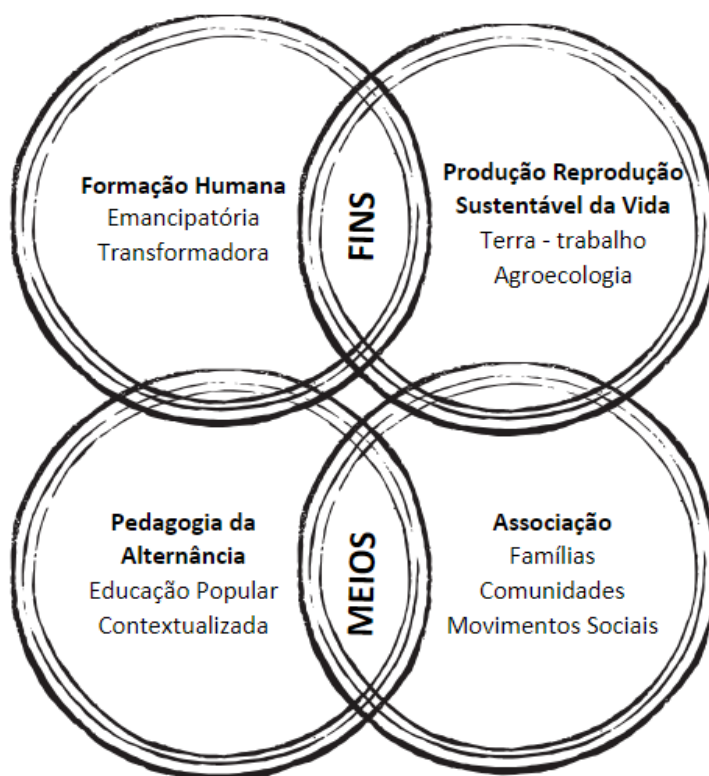 Formação Humana
Emancipatória
Transformadora
FINS
Produção Reprodução
Sustentável da Vida
Terra - trabalho
Agroecologia
Pedagogia da
Alternância
Educação Popular
Contextualizada
MEIOS
Associação
Famílias
Comunidades
Movimentos Sociais